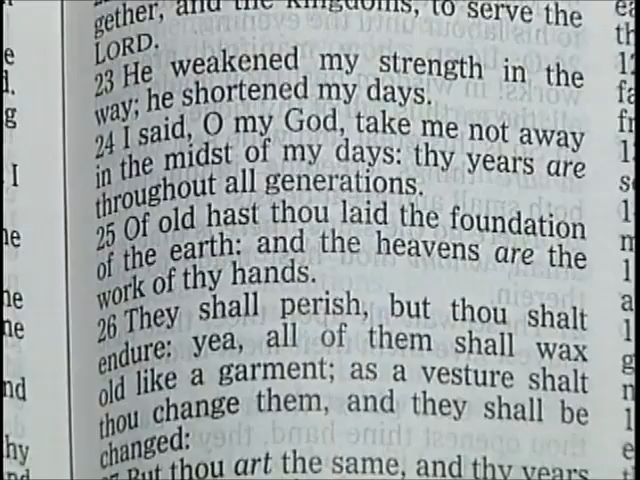 gether, and the kingdoms, to serve the
LORD.
23 He weakened my strength in the
way; he shortened my days.
24 I said, O my God, take me not away
in the midst of my days: thy years are
throughout all generations.
25 Of old hast thou laid the foundation
of the earth: and the heavens are the
work of thy hands.
26 They shall perish, but thou shalt
endure: yea, all of them shall wax
old like a garment; as a vesture shalt
thou change them, and they shall be
changed:
But thou art the same, and thy years